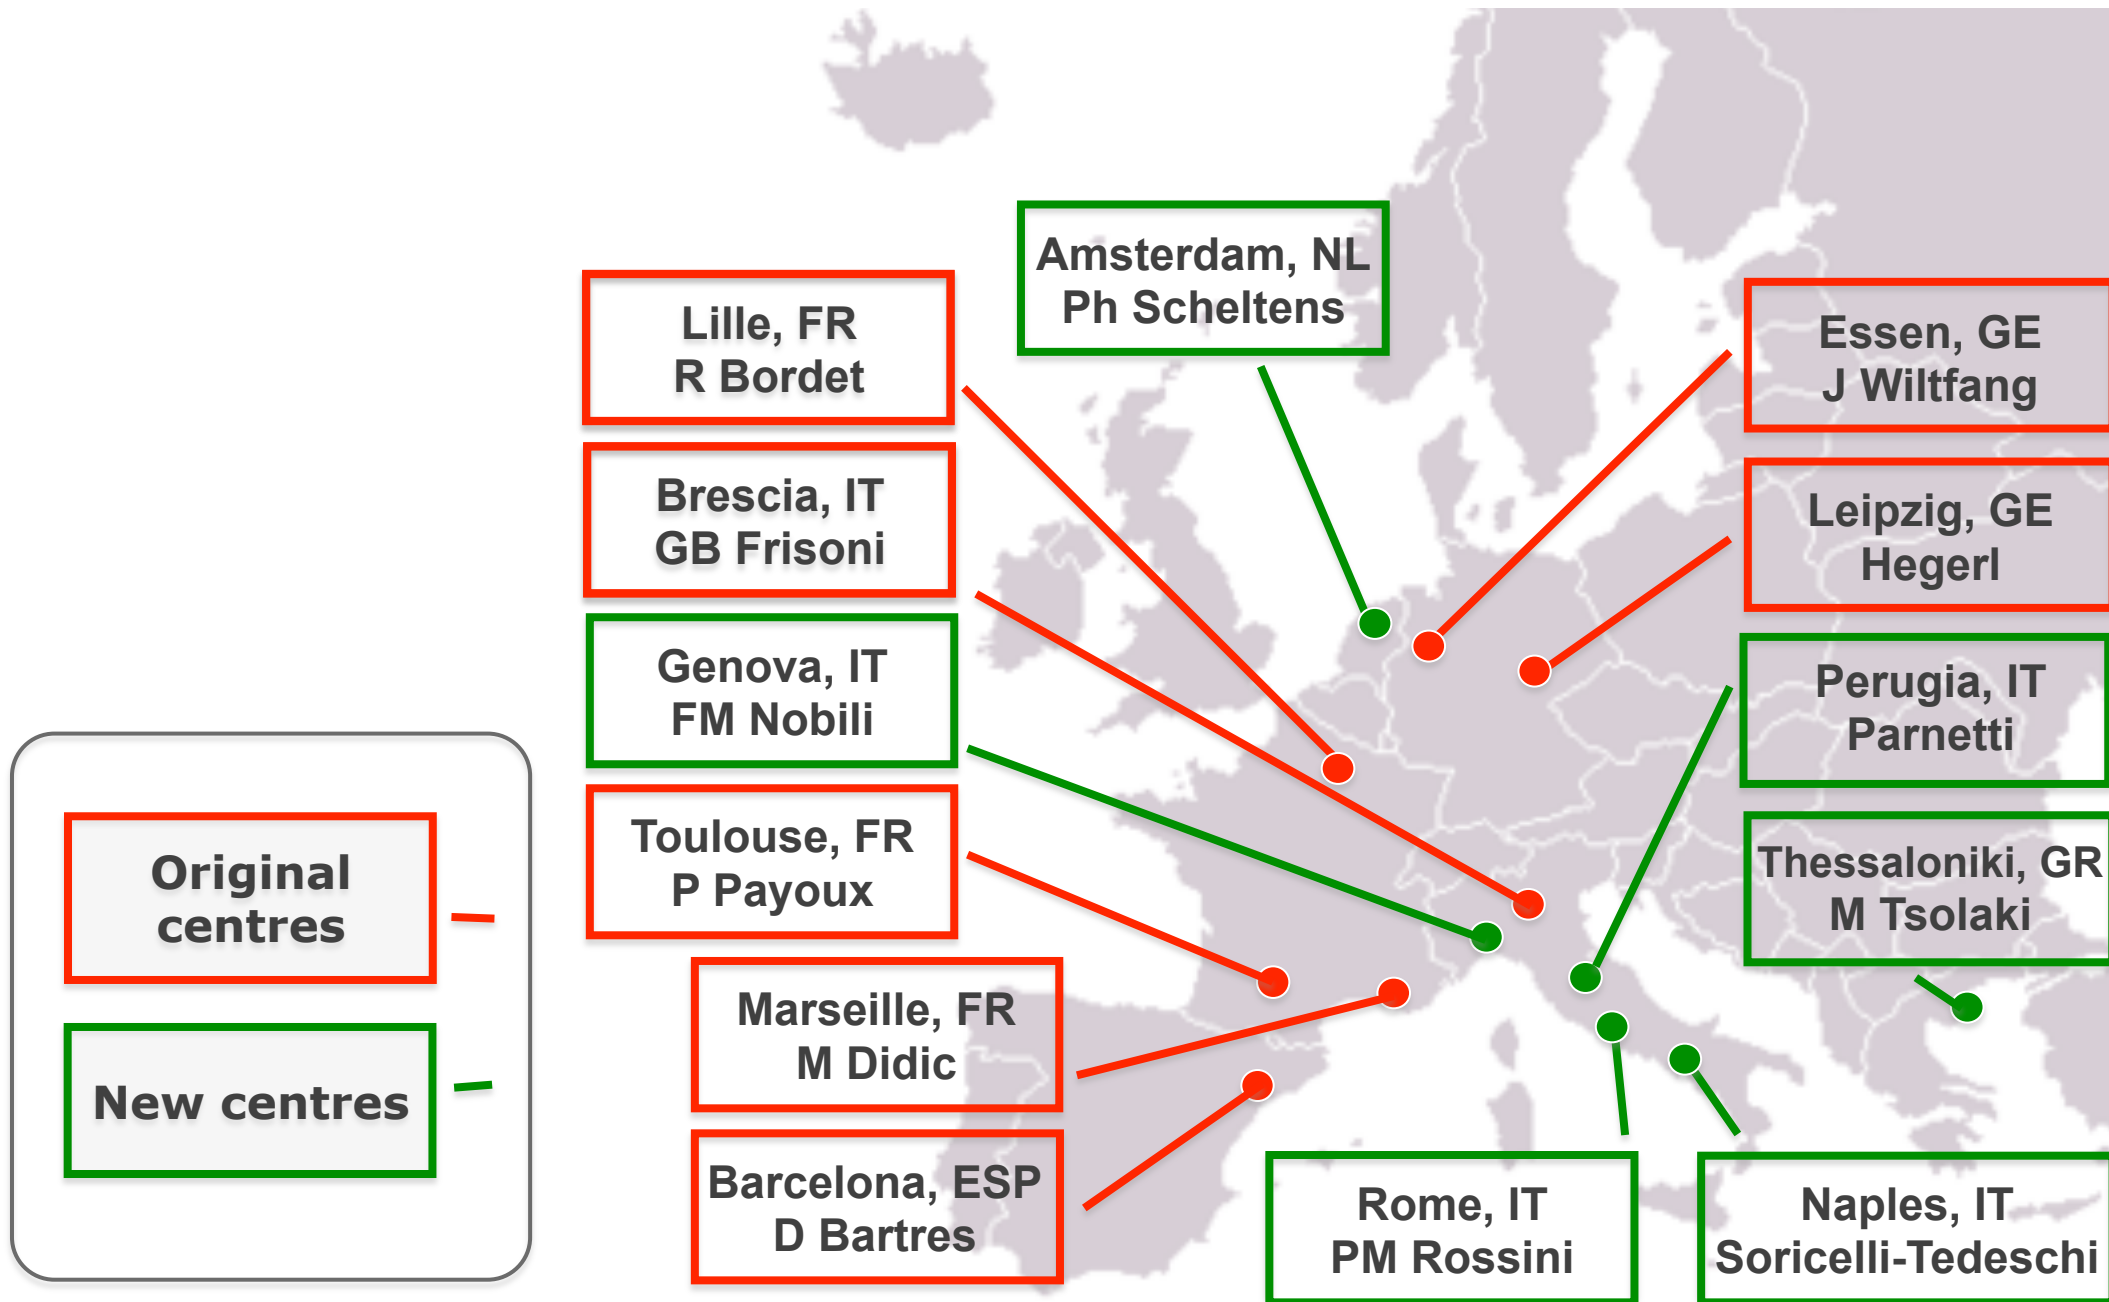 Amsterdam, NL
Ph Scheltens
Lille, FR
R Bordet
Essen, GE
J Wiltfang
Brescia, IT
GB Frisoni
Leipzig, GE
Hegerl
Genova, IT
FM Nobili
Perugia, IT
Parnetti
Toulouse, FR
P Payoux
Thessaloniki, GR
M Tsolaki
Original
centres
Marseille, FR
M Didic
New centres
Barcelona, ESP
D Bartres
Rome, IT
PM Rossini
Naples, IT
Soricelli-Tedeschi